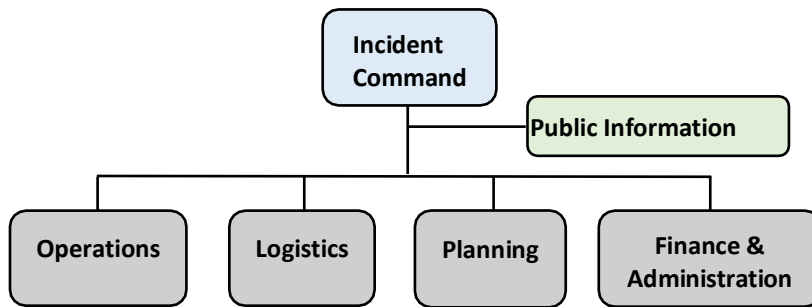 Incident
Command
Public Information
Operations
Logistics
Planning
Finance &
Administration